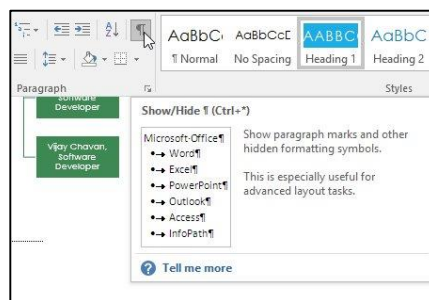 AaBbC AaBbCcE AABBC AaBbC
¶ Normal No Spacing Heading 1 Heading 2
Paragraph Styles
Software
Developer
Vijay Chavan,
Software
Developer
Show/Hide ¶ (Ctrl+*)
Microsoft·Office¶
•→ Word¶
•→ Excel¶
•→ PowerPoint¶
•→ Outlook¶
•→ Access¶
•→ InfoPath¶
Show paragraph marks and other
hidden formatting symbols.
This is especially useful for
advanced layout tasks.
Tell me more